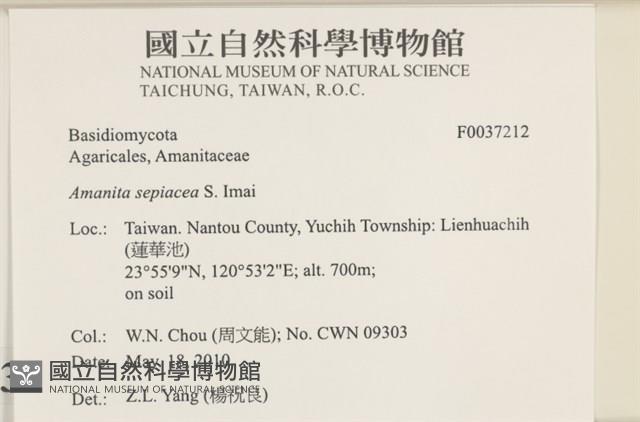 國立自然科學博物館
NATIONAL MUSEUM OF NATURAL SCIENCE
TAICHUNG, TAIWAN, R.O.C.
Basidiomycota F0037212
Agaricales, Amanitaceae
Amanita sepiacea S. Imai
Loc.: Taiwan. Nantou County, Yuchih Township: Lienhuachih
(蓮華池)
23°55'9"N, 120°53'2"E; alt. 700m;
on soil
Col.: W.N. Chou (周文能); No. CWN 09303
Date: May. 18, 2010
國立自然科學博物館
NATIONAL MUSEUM OF NATURAL SCIENCE
Det.: Z.L. Yang (楊祝良)